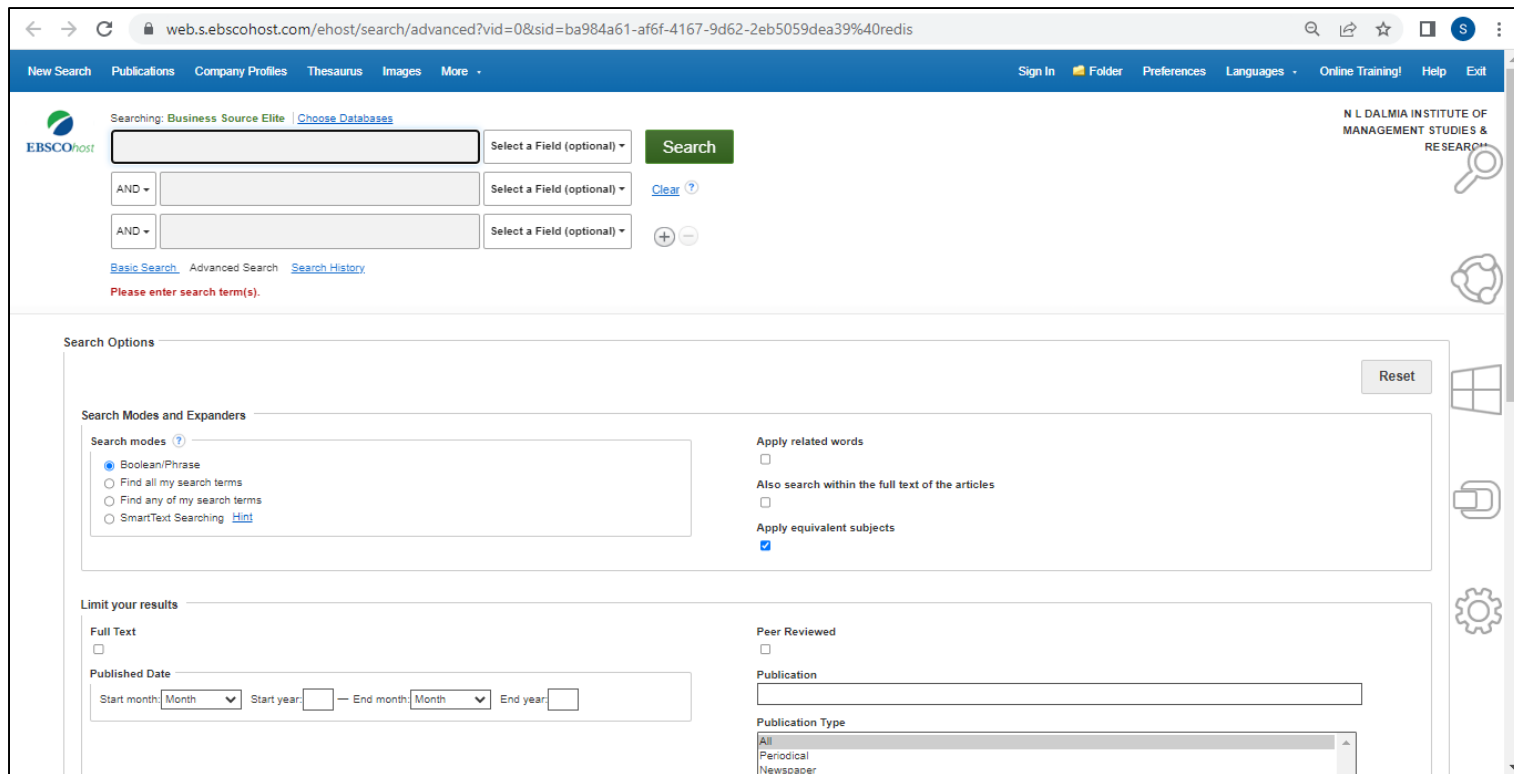 web.s.ebscohost.com/ehost/search/advanced?vid=0&sid=ba984a61-af6f-4167-9d62-2eb5059dea39%40redis
S
New Search Publications Company Profiles Thesaurus Images More
Sign In Folder Preferences Languages Online Training! Help Exit
EBSCOhost
Searching: Business Source Elite Choose Databases
Select a Field (optional) Search
AND Select a Field (optional) Clear ?
AND Select a Field (optional)
Basic Search Advanced Search Search History
Please enter search term(s).
N L DALMIA INSTITUTE OF
MANAGEMENT STUDIES &
RESEARCH
Search Options
Reset
Search Modes and Expanders
Search modes ?
Boolean/Phrase
Find all my search terms
Find any of my search terms
SmartText Searching Hint
Apply related words
Also search within the full text of the articles
Apply equivalent subjects
Limit your results
Full Text
Published Date
Start month: Month Start year: — End month: Month End year:
Peer Reviewed
Publication
Publication Type
All
Periodical
Newspaper